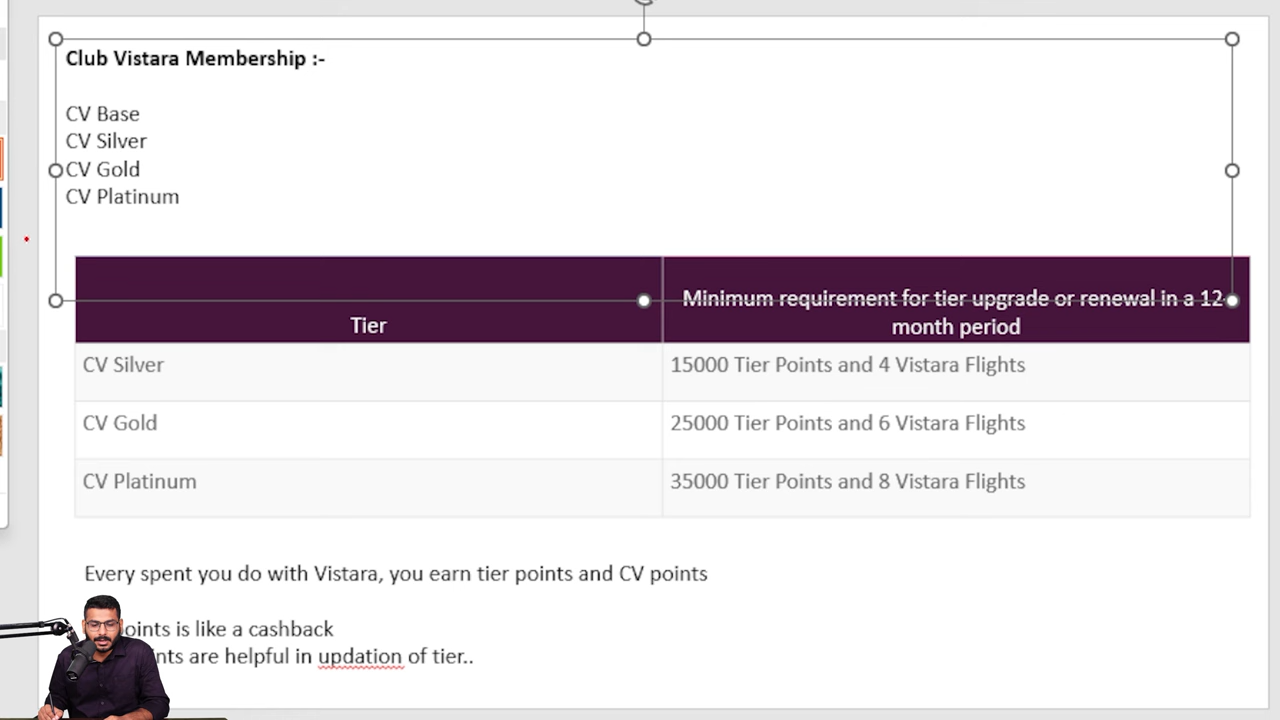 Club Vistara Membership :-
CV Base
CV Silver
CV Gold
CV Platinum
Tier
Minimum requirement for tier upgrade or renewal in a 12-
month period
CV Silver
15000 Tier Points and 4 Vistara Flights
CV Gold
25000 Tier Points and 6 Vistara Flights
CV Platinum
35000 Tier Points and 8 Vistara Flights
Every spent you do with Vistara, you earn tier points and CV points
is like a cashback
are helpful in updation of tier..